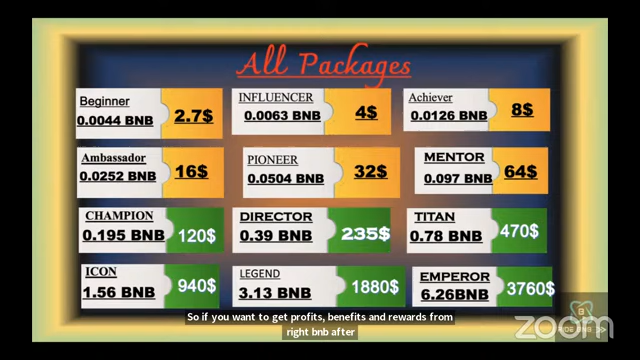 All Packages
Beginner
0.0044 BNB
2.7$
INFLUENCER
0.0063 BNB
4$
Achiever
0.0126 BNB
8$
Ambassador
0.0252 BNB
16$
PIONEER
0.0504 BNB
32$
MENTOR
0.097 BNB
64$
CHAMPION
0.195 BNB
120$
DIRECTOR
0.39 BNB
235$
TITAN
0.78 BNB
470$
ICON
1.56 BNB
940$
LEGEND
3.13 BNB
1880$
EMPEROR
6.26BNB
3760$
So if you want to get profits, benefits and rewards from
right bnb after
zoom